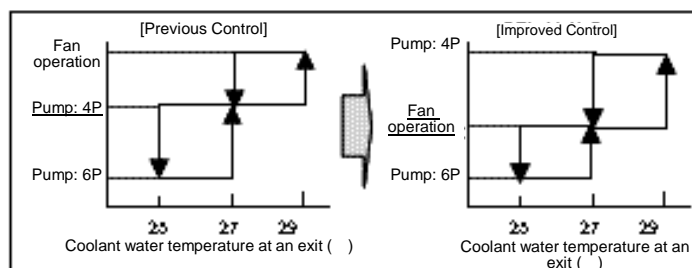 [Previous Control]
Fan
operation
Pump: 4P
Pump: 6P
25
27
29
Coolant water temperature at an exit ( )
[Improved Control]
Pump: 4P
Fan
operation
Pump: 6P
25
27
29
Coolant water temperature at an
exit ( )